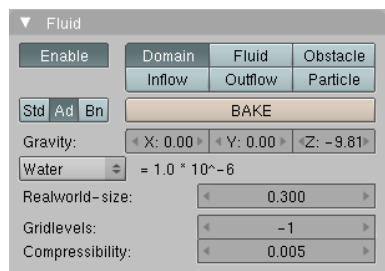 Fluid
Enable Domain Fluid Obstacle
Inflow Outflow Particle
Std Ad Bn BAKE
Gravity: X: 0.00 Y: 0.00 Z: -9.81
Water = 1.0 * 10^-6
Realworld-size: 0.300
Gridlevels: -1
Compressibility: 0.005